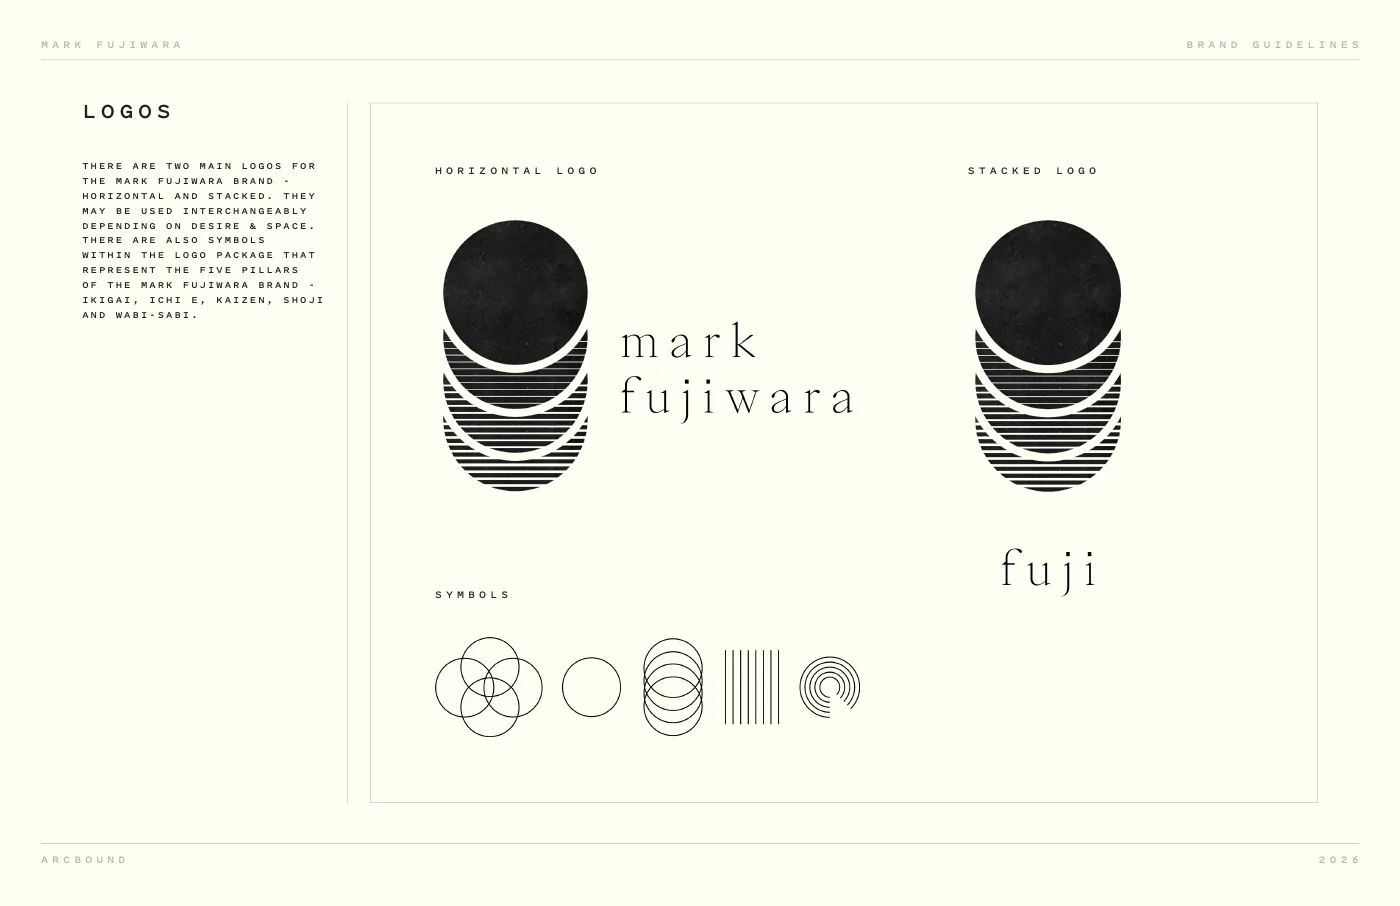 MARK FUJIWARA
BRAND GUIDELINES
LOGOS
THERE ARE TWO MAIN LOGOS FOR
THE MARK FUJIWARA BRAND -
HORIZONTAL AND STACKED. THEY
MAY BE USED INTERCHANGEABLY
DEPENDING ON DESIRE & SPACE.
THERE ARE ALSO SYMBOLS
WITHIN THE LOGO PACKAGE THAT
REPRESENT THE FIVE PILLARS
OF THE MARK FUJIWARA BRAND -
IKIGAI, ICHI E, KAIZEN, SHOJI
AND WABI-SABI.
HORIZONTAL LOGO
mark
fujiwara
STACKED LOGO
fuji
SYMBOLS
ARCBOUND
2026